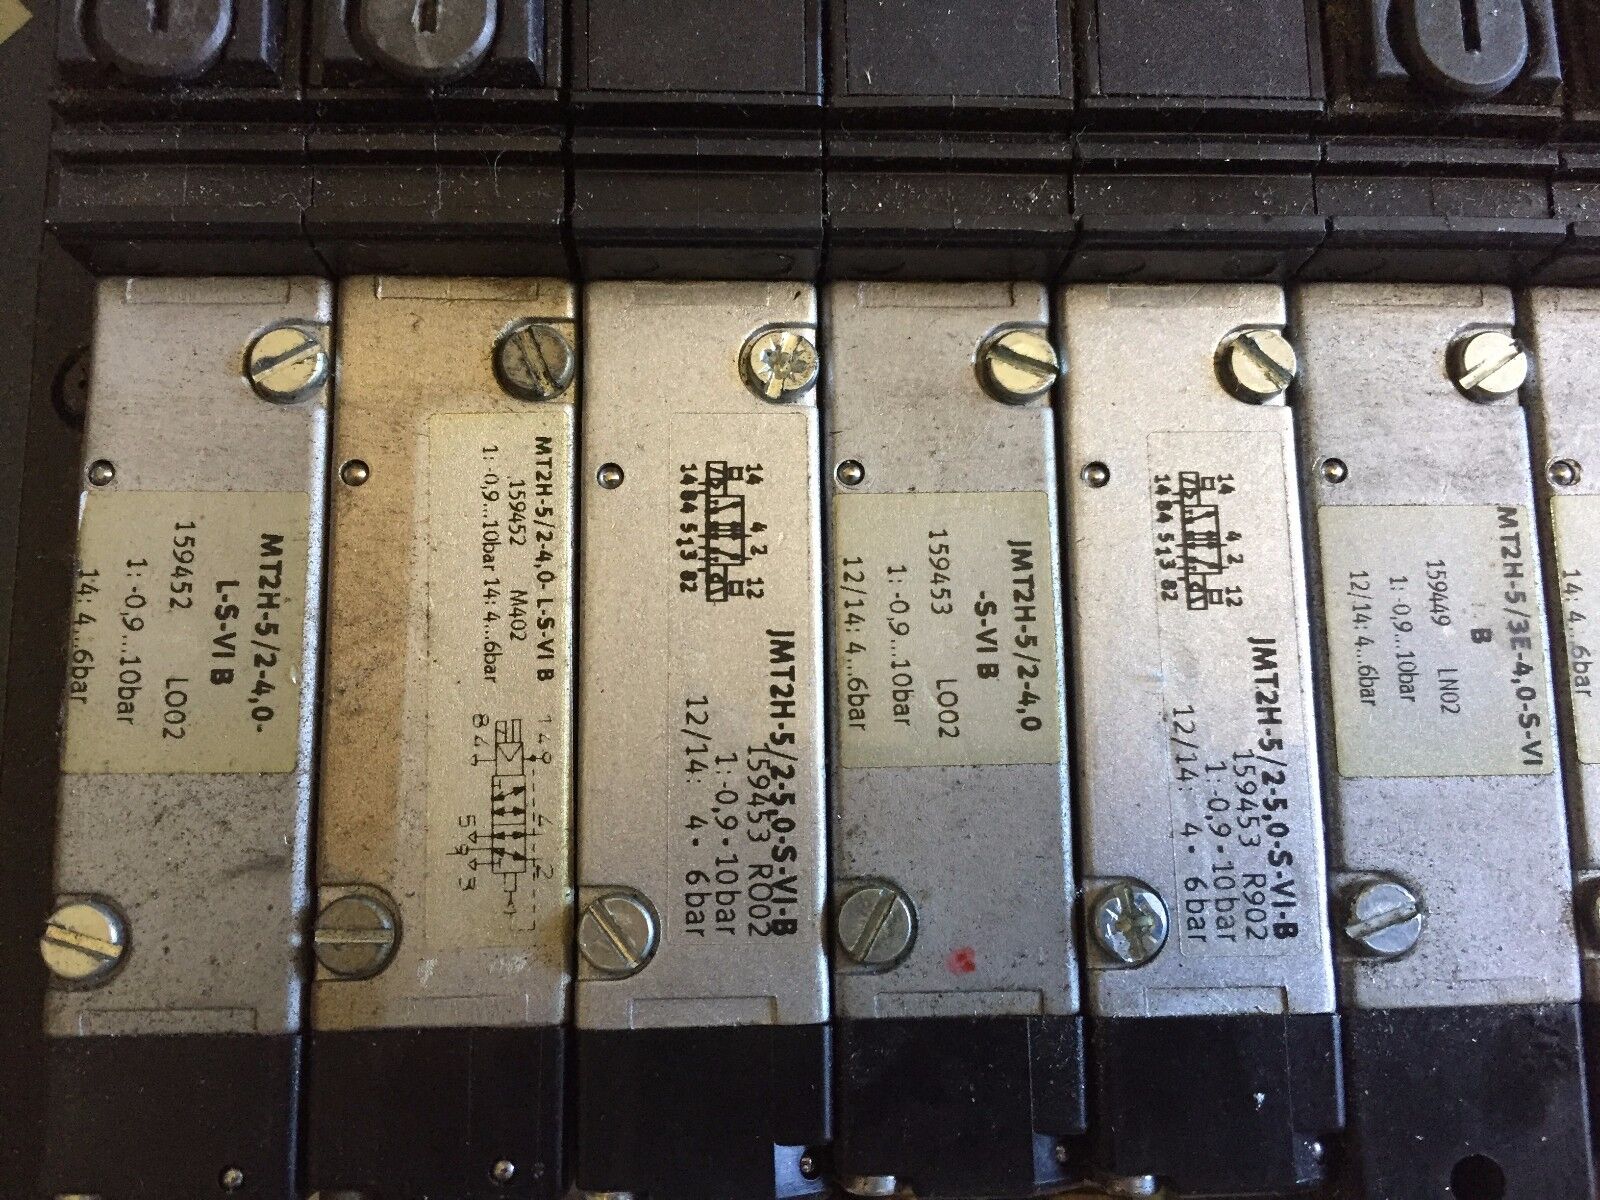 MT2H-5/2-4,0-
L-S-VI B
159452 LO02
1: -0,9...10bar
14: 4...6bar
MT2H-5/2-4,0- L-S-VI B
159452 M402
1: -0,9...10bar 14: 4...6bar
14 4 2 12
14 84 5 1 3 82
JMT2H-5/2-5,0-S-VI-B
159453 R002
1: -0,9-10bar
12/14: 4- 6bar
JMT2H-5/2-4,0
-S-VI B
159453 LO02
1: -0,9...10bar
12/14: 4...6bar
14 4 2 12
14 84 5 1 3 82
JMT2H-5/2-5,0-S-VI-B
159453 R902
1: -0,9-10bar
12/14: 4- 6bar
MT2H-5/3E-4,0-S-VI
B
159449 LN02
1: -0,9...10bar
12/14: 4...6bar
14: 4...6bar